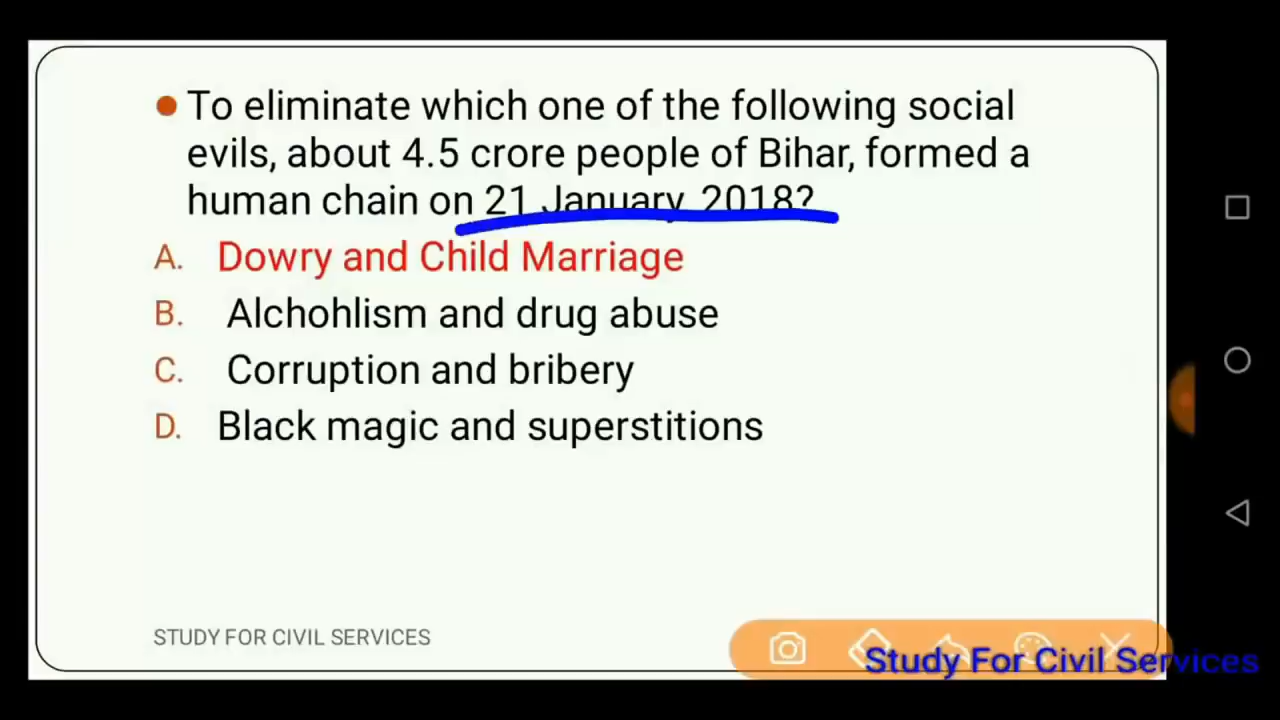 To eliminate which one of the following social
evils, about 4.5 crore people of Bihar, formed a
human chain on 21 January, 2018?
A. Dowry and Child Marriage
B. Alchohlism and drug abuse
C. Corruption and bribery
D. Black magic and superstitions
STUDY FOR CIVIL SERVICES
Study For Civil Services